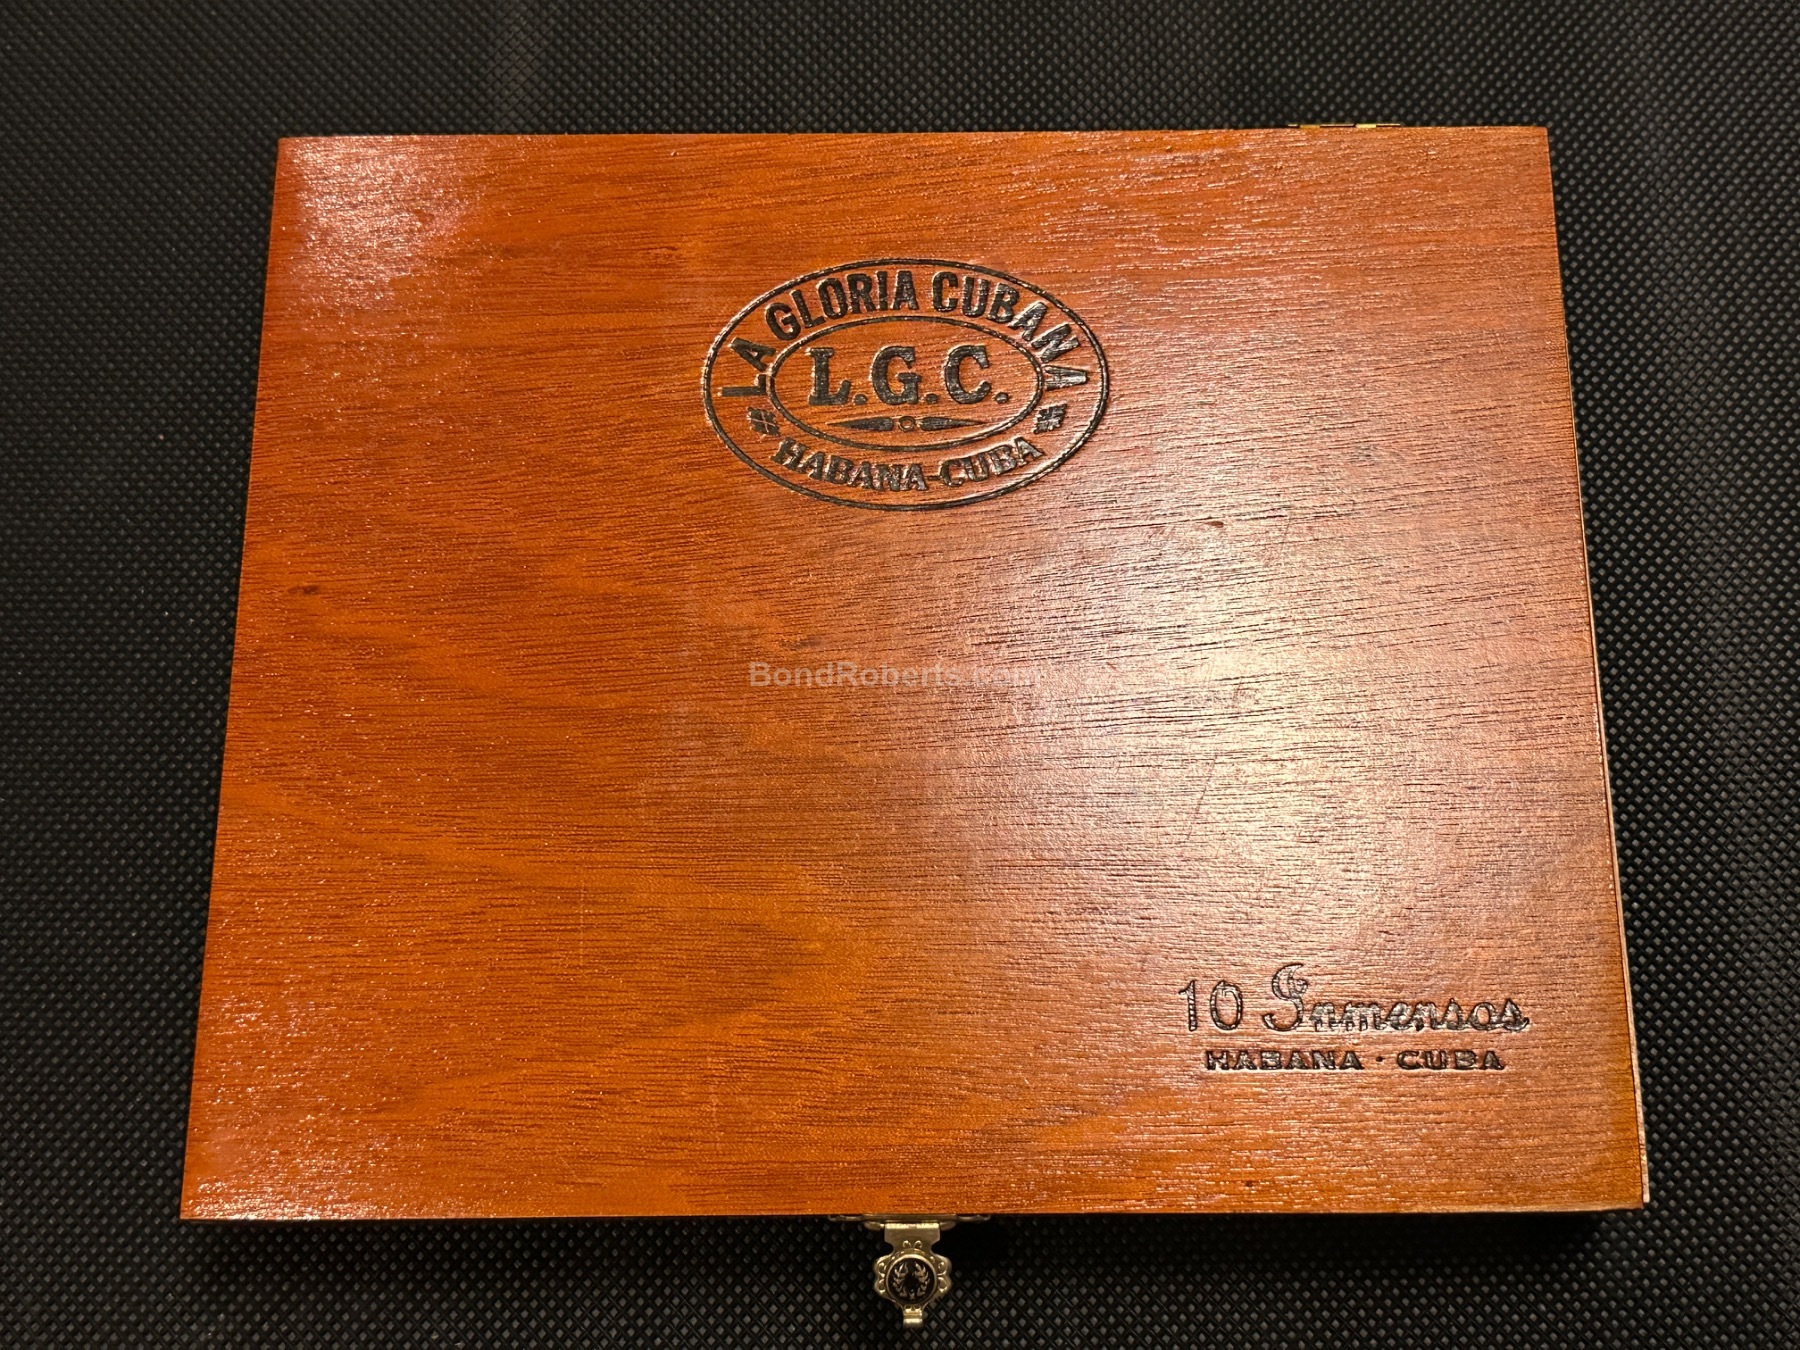 LA GLORIA CUBANA
L.G.C.
HABANA-CUBA
BondRoberts.com
10 Inmensos
HABANA · CUBA